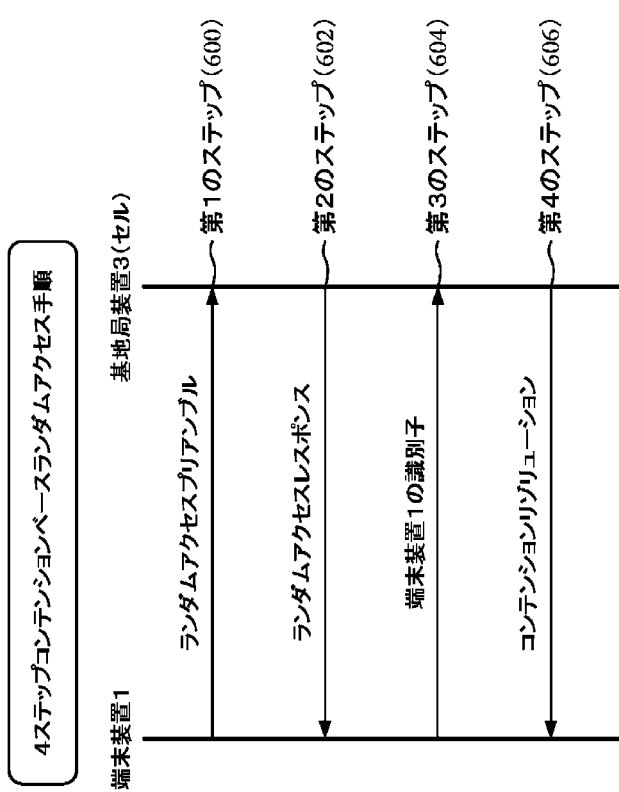 4ステップコンテンションベースランダムアクセス手順
端末装置1
基地局装置3(セル)
ランダムアクセスプリアンブル
第1のステップ(600)
ランダムアクセスレスポンス
第2のステップ(602)
端末装置1の識別子
第3のステップ(604)
コンテンションリゾリューション
第4のステップ(606)